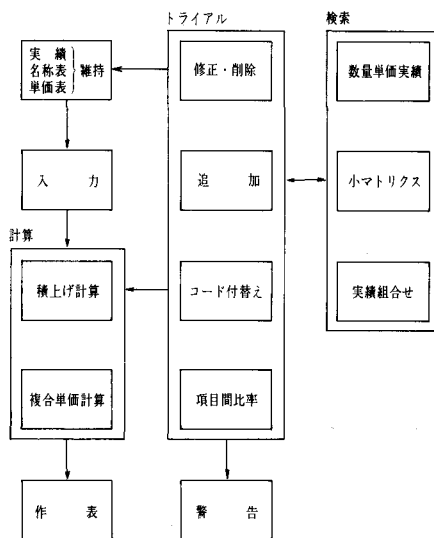 トライアル
検索
実績
名称表
単価表
維持
修正・削除
数量単価実績
入力
追加
小マトリクス
計算
積上げ計算
コード付替え
実績組合せ
複合単価計算
項目間比率
作表
警告